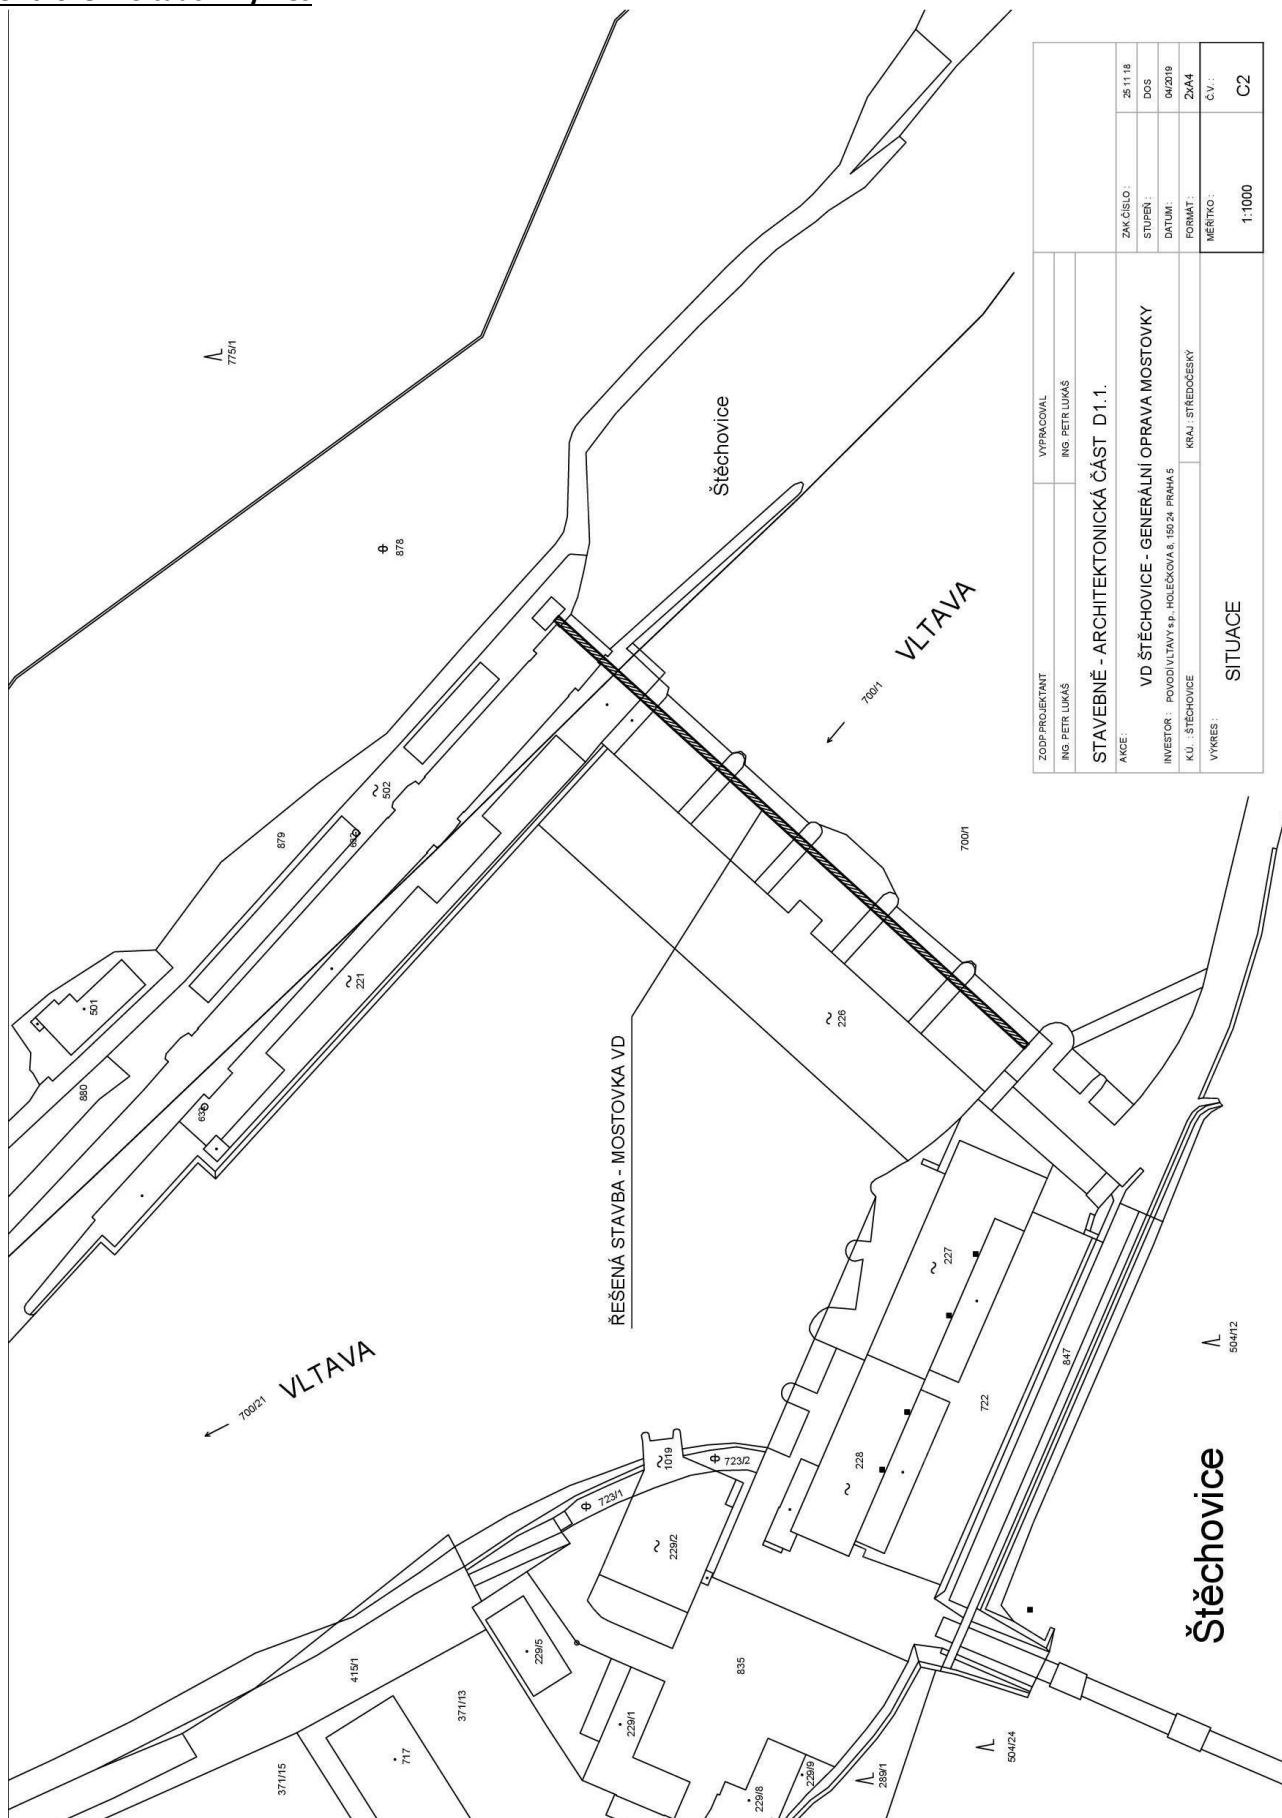 775/1
878
Štěchovice
879
502
632
501
880
221
632
VLTAVA
700/1
700/1
226
ŘEŠENÁ STAVBA - MOSTOVKA VD
VLTAVA
700/21
227
228
722
847
504/12
1019
723/2
723/1
229/2
229/5
229/1
835
415/1
371/13
371/15
717
229/8
229/9
289/1
504/24
Štěchovice
ZODP.PROJEKTANT
VYPRACOVAL
ING. PETR LUKÁŠ
ING. PETR LUKÁŠ
STAVEBNĚ - ARCHITEKTONICKÁ ČÁST D1.1.
AKCE :
VD ŠTĚCHOVICE - GENERÁLNÍ OPRAVA MOSTOVKY
INVESTOR : POVODÍ VLTAVY s.p., HOLEČKOVA 8, 150 24 PRAHA 5
K.Ú. : ŠTĚCHOVICE
KRAJ : STŘEDOČESKÝ
VÝKRES :
SITUACE
ZAK.ČÍSLO :
25 11 18
STUPEŇ :
DOS
DATUM :
04/2019
FORMÁT :
2xA4
MĚŘÍTKO :
1:1000
Č.V. :
C2